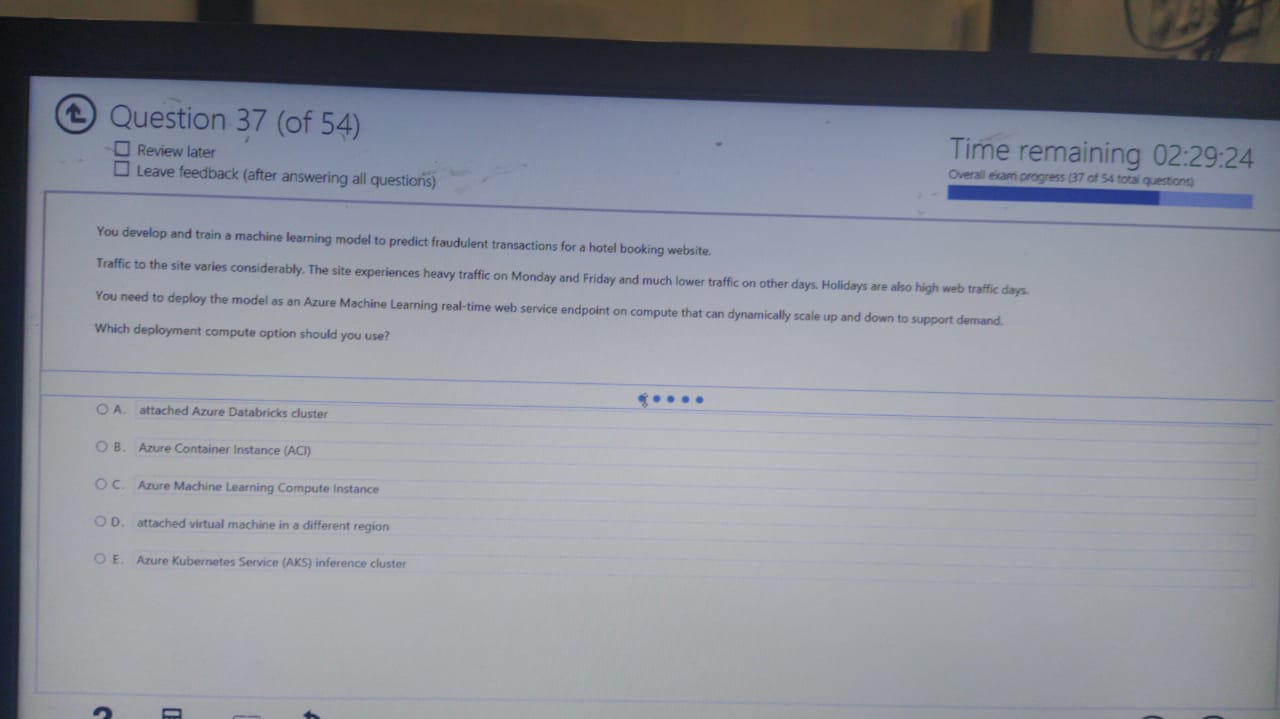 Question 37 (of 54)
Review later
Leave feedback (after answering all questions)
Time remaining 02:29:24
Overall exam progress (37 of 54 total questions)
You develop and train a machine learning model to predict fraudulent transactions for a hotel booking website.
Traffic to the site varies considerably. The site experiences heavy traffic on Monday and Friday and much lower traffic on other days. Holidays are also high web traffic days.
You need to deploy the model as an Azure Machine Learning real-time web service endpoint on compute that can dynamically scale up and down to support demand.
Which deployment compute option should you use?
A. attached Azure Databricks cluster
B. Azure Container Instance (ACI)
C. Azure Machine Learning Compute Instance
D. attached virtual machine in a different region
E. Azure Kubernetes Service (AKS) inference cluster